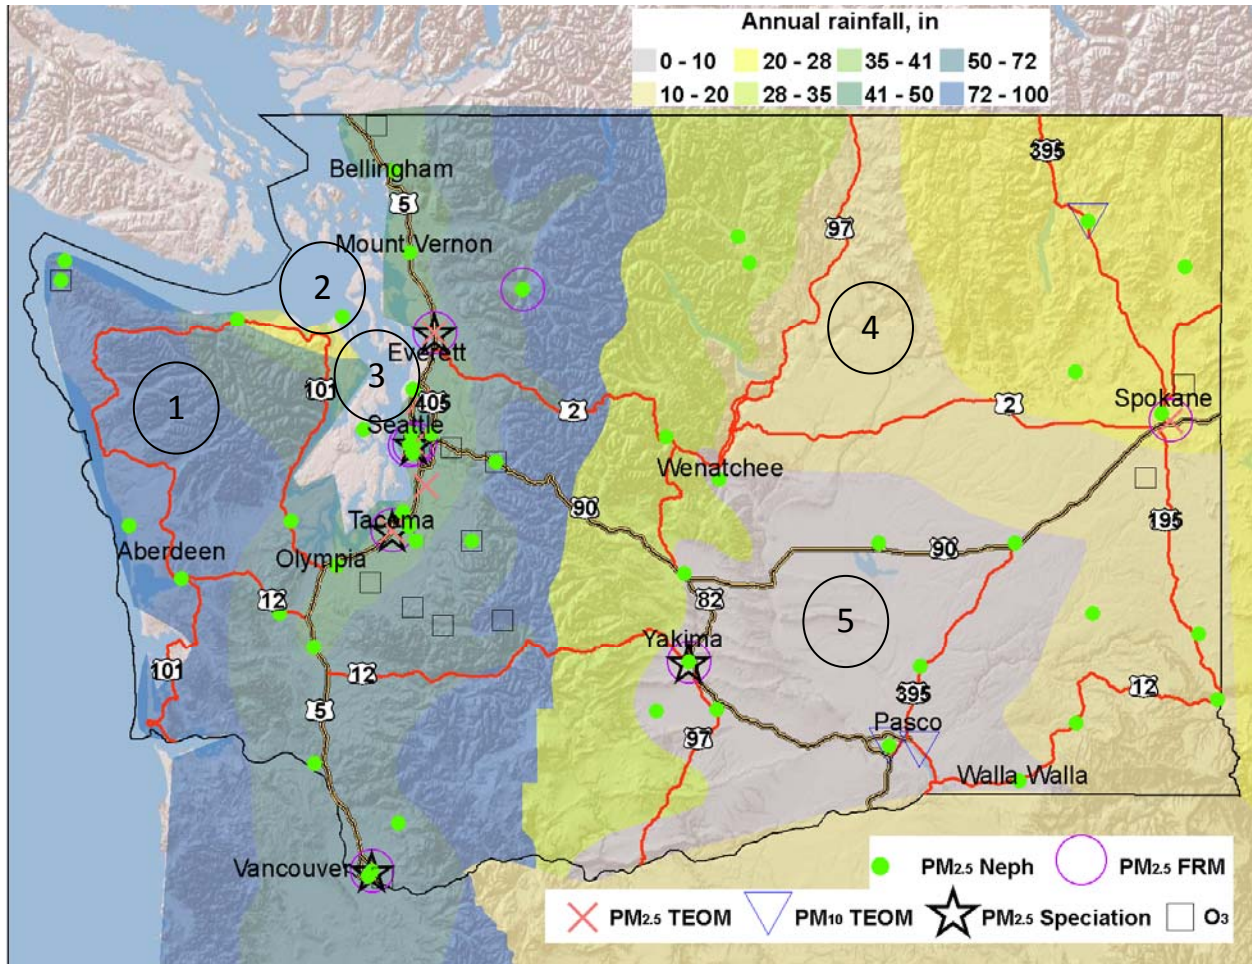 Annual rainfall, in
0 - 10 20 - 28 35 - 41 50 - 72
10 - 20 28 - 35 41 - 50 72 - 100
395
Bellingham
5
97
Mount Vernon
2
4
Everett
3
101
1
405
2
2
Spokane
Seattle
Wenatchee
90
195
Tacoma
90
Aberdeen
Olympia
12
82
5
Yakima
101
12
395
12
5
Pasco
97
Walla Walla
Vancouver
PM2.5 Neph PM2.5 FRM
PM2.5 TEOM PM10 TEOM PM2.5 Speciation O3